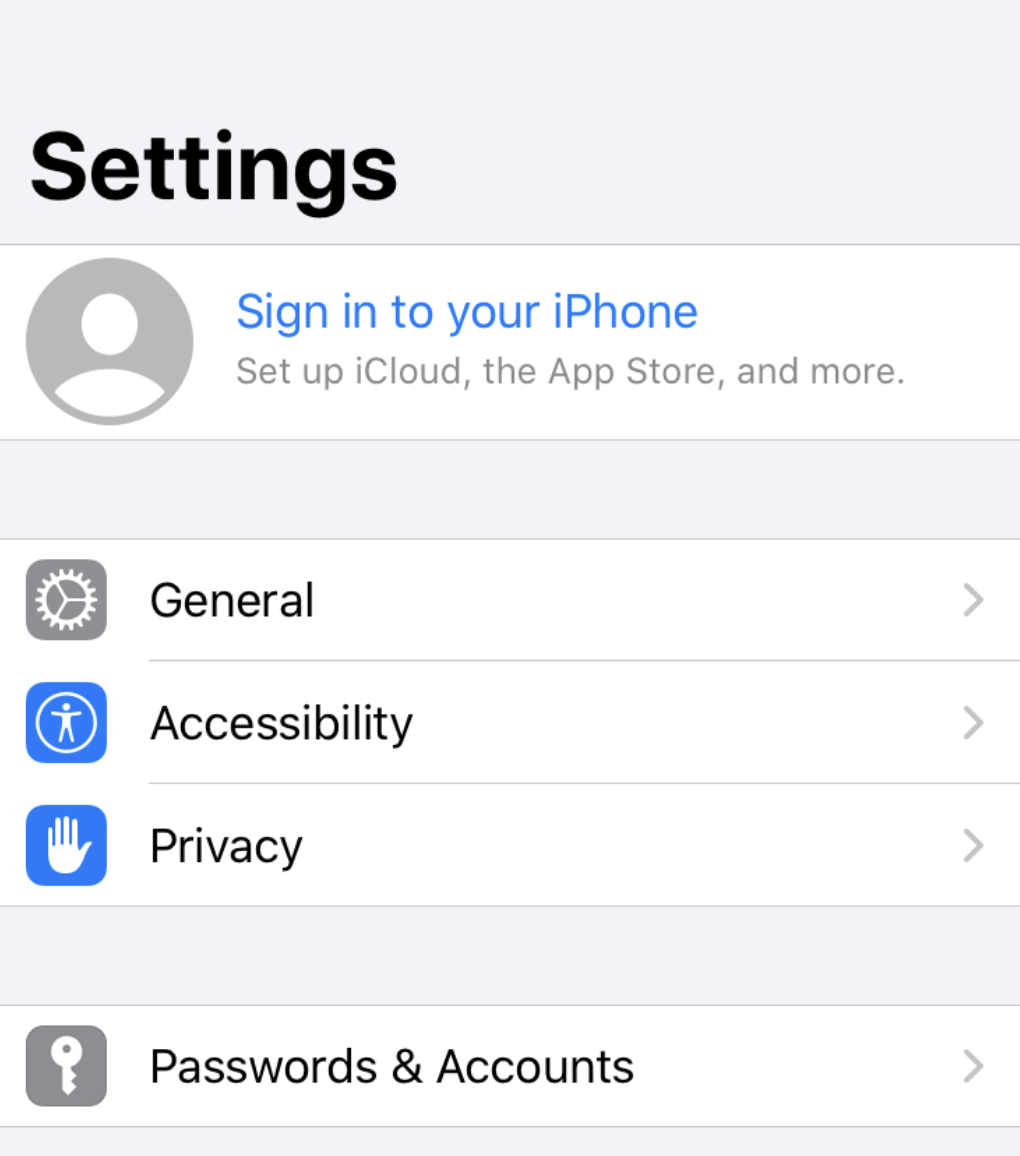 Settings
Sign in to your iPhone
Set up iCloud, the App Store, and more.
General
Accessibility
Privacy
Passwords & Accounts